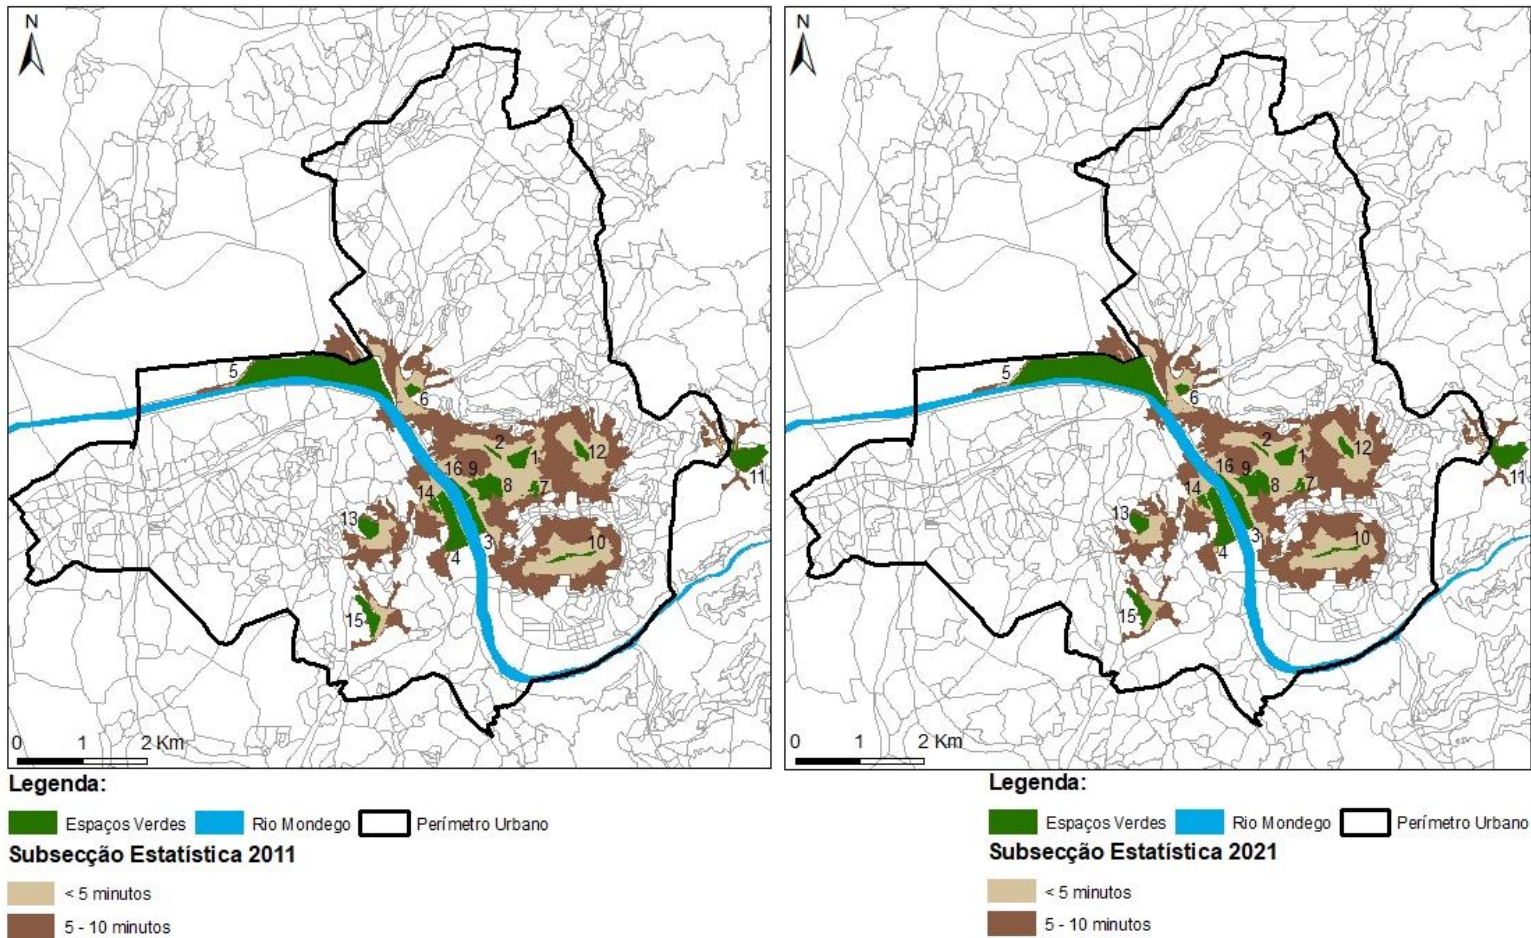 N
5
6
2
1
12
16
9
8
7
14
11
13
3
4
10
15
0 1 2 Km
Legenda:
Espaços Verdes Rio Mondego Perímetro Urbano
Subsecção Estatística 2011
< 5 minutos
5 - 10 minutos
N
5
6
2
1
12
16
9
8
7
14
11
13
3
4
10
15
0 1 2 Km
Legenda:
Espaços Verdes Rio Mondego Perímetro Urbano
Subsecção Estatística 2021
< 5 minutos
5 - 10 minutos